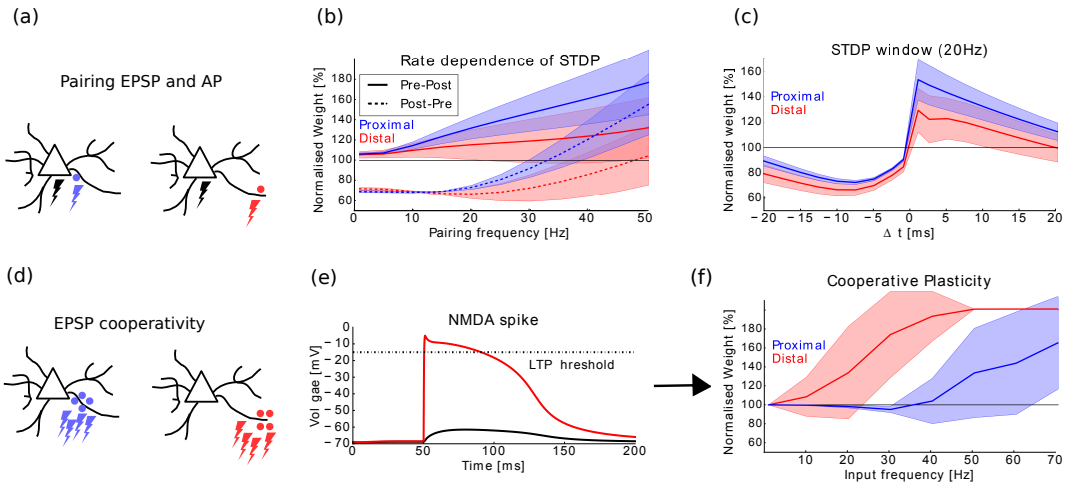 (a)
Pairing EPSP and AP
(b)
Rate dependence of STDP
Pre-Post
Post-Pre
Proximal
Distal
Normalised Weight [%]
180
160
140
120
100
80
60
0
10
20
30
40
50
Pairing frequency [Hz]
(c)
STDP window (20Hz)
Proximal
Distal
Normalised weight [%]
160
140
120
100
80
60
−20
−15
−10
−5
0
5
10
15
20
Δ t [ms]
(d)
EPSP cooperativity
(e)
NMDA spike
LTP hreshold
Vol gae [mV]
0
−10
−20
−30
−40
−50
−60
−70
0
50
100
150
200
Time [ms]
(f)
Cooperative Plasticity
Proximal
Distal
Normalised Weight [%]
180
160
140
120
100
80
60
10
20
30
40
50
60
70
Input frequency [Hz]